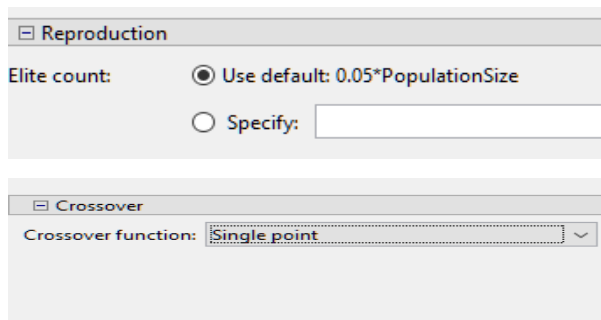 Reproduction
Elite count: Use default: 0.05*PopulationSize
Specify:
Crossover
Crossover function: Single point